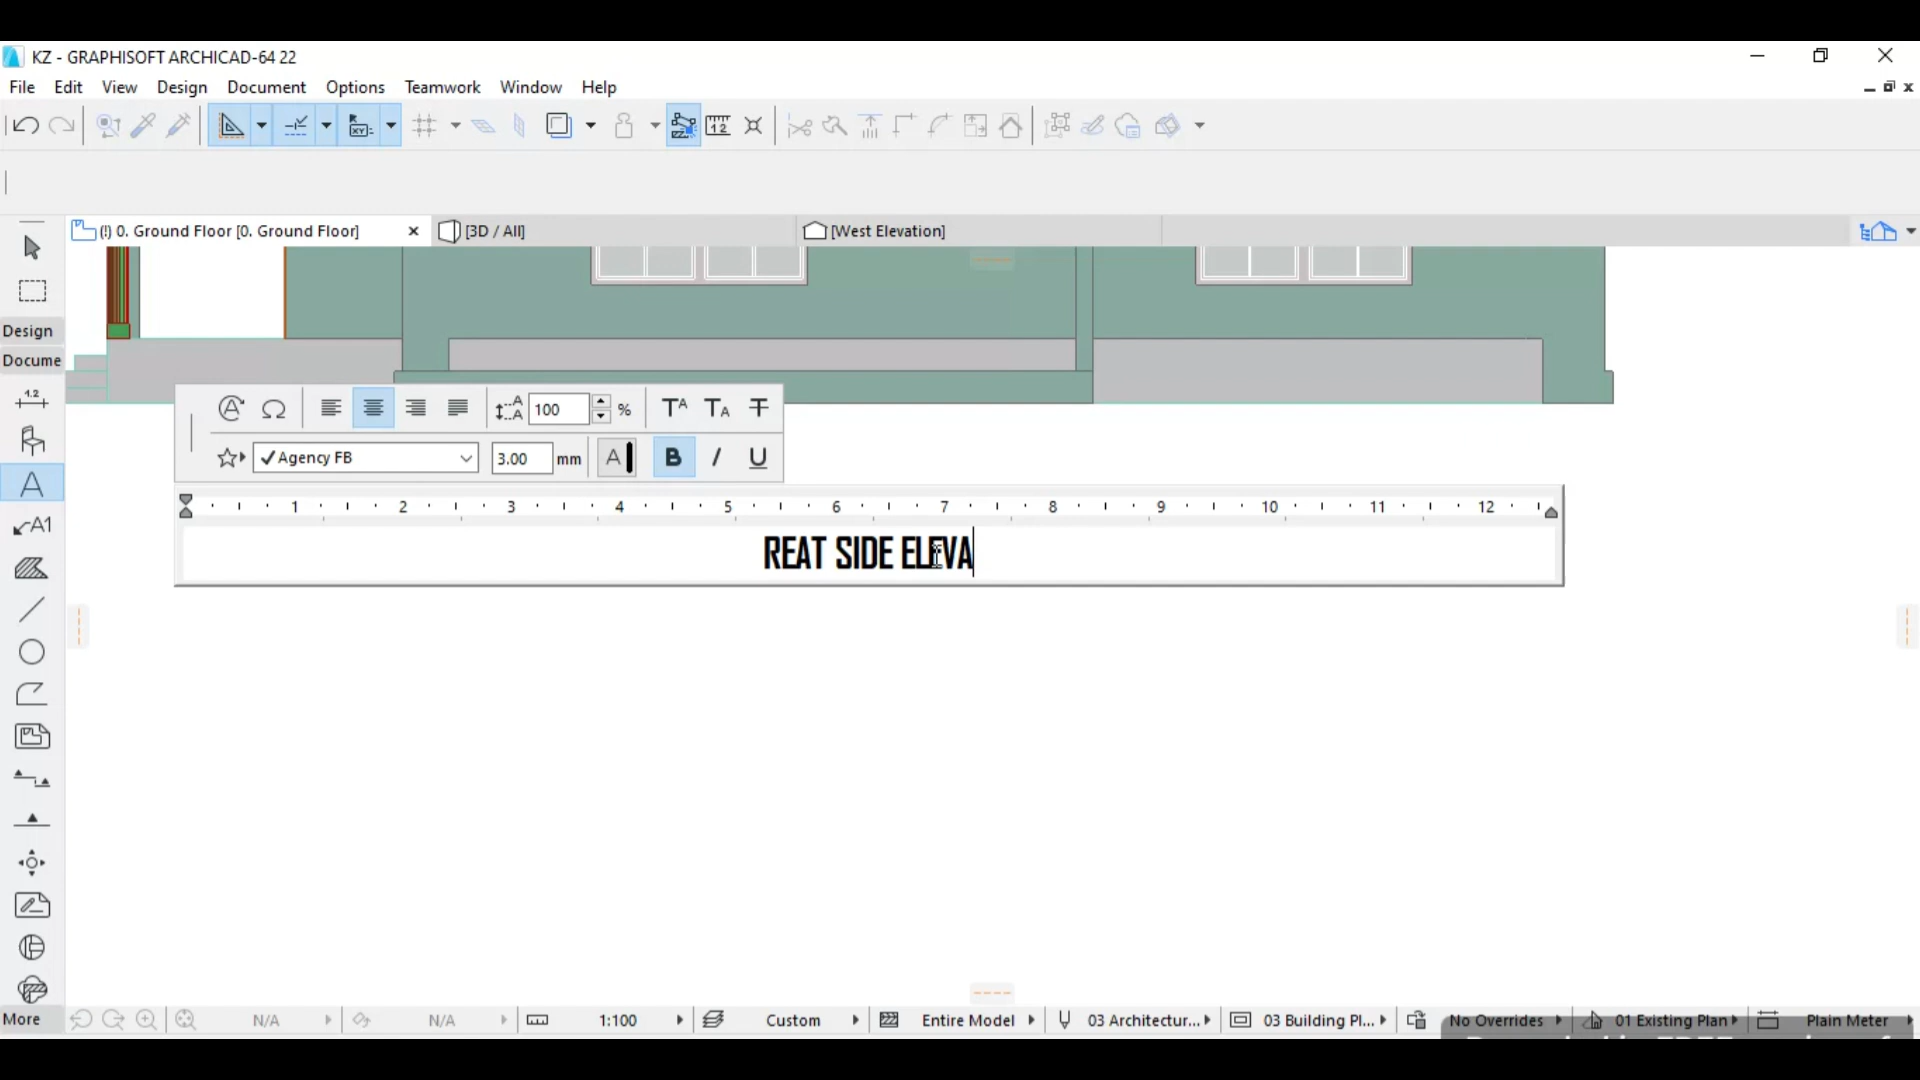 KZ - GRAPHISOFT ARCHICAD-64 22
File Edit View Design Document Options Teamwork Window Help
(!) 0. Ground Floor [0. Ground Floor] [3D / All] [West Elevation]
Design
Docume
100 %
Agency FB 3.00 mm A B I U
1 2 3 4 5 6 7 8 9 10 11 12
REAT SIDE ELEVA
More N/A N/A 1:100 Custom Entire Model 03 Architectur... 03 Building Pl... No Overrides 01 Existing Plan Plain Meter